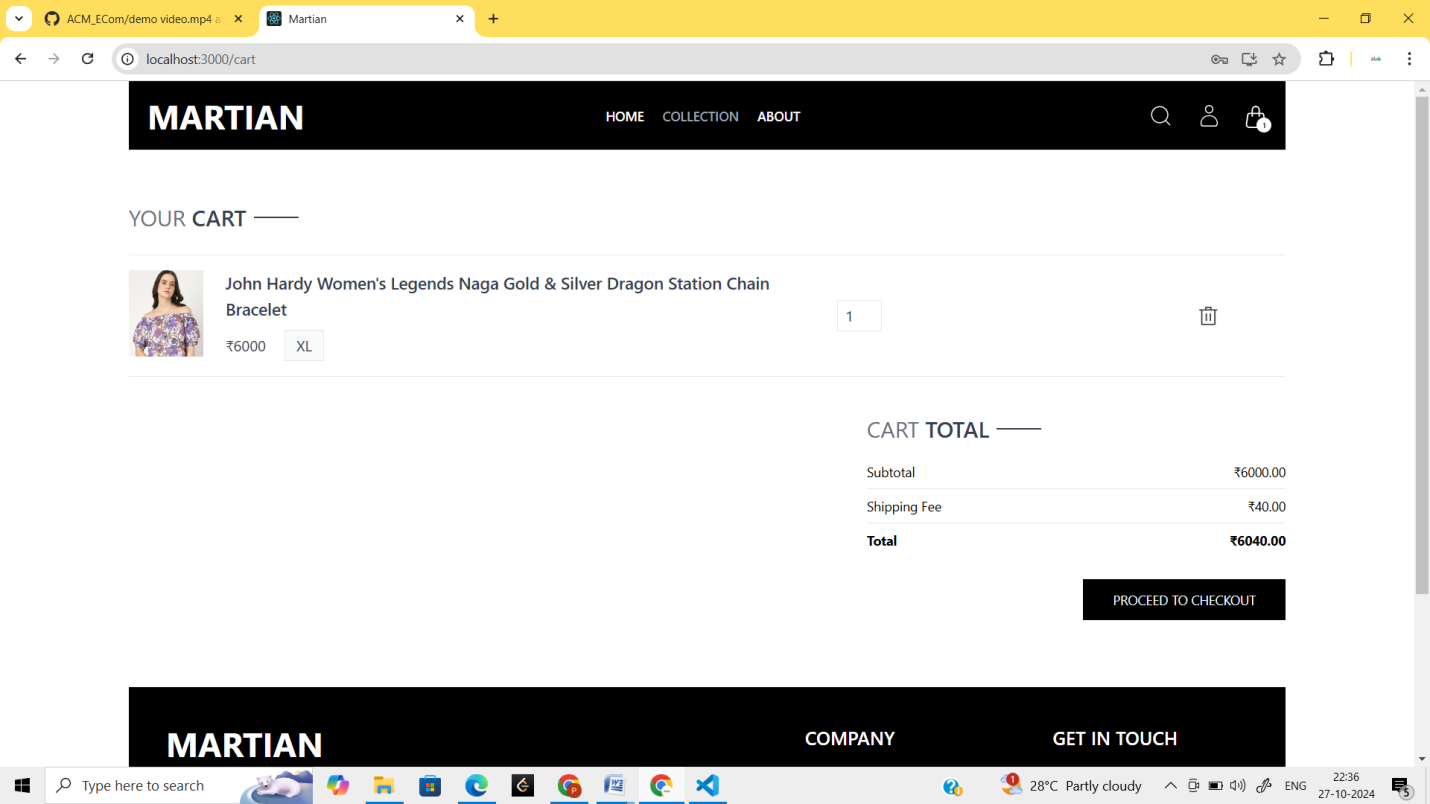 ACM_ECom/demo video.mp4 a
Martian
localhost:3000/cart
MARTIAN
HOME COLLECTION ABOUT
1
YOUR CART
John Hardy Women's Legends Naga Gold & Silver Dragon Station Chain
Bracelet
1
₹6000 XL
CART TOTAL
Subtotal ₹6000.00
Shipping Fee ₹40.00
Total ₹6040.00
PROCEED TO CHECKOUT
MARTIAN
COMPANY
GET IN TOUCH
Type here to search
1
28°C Partly cloudy
ENG
22:36
27-10-2024
5